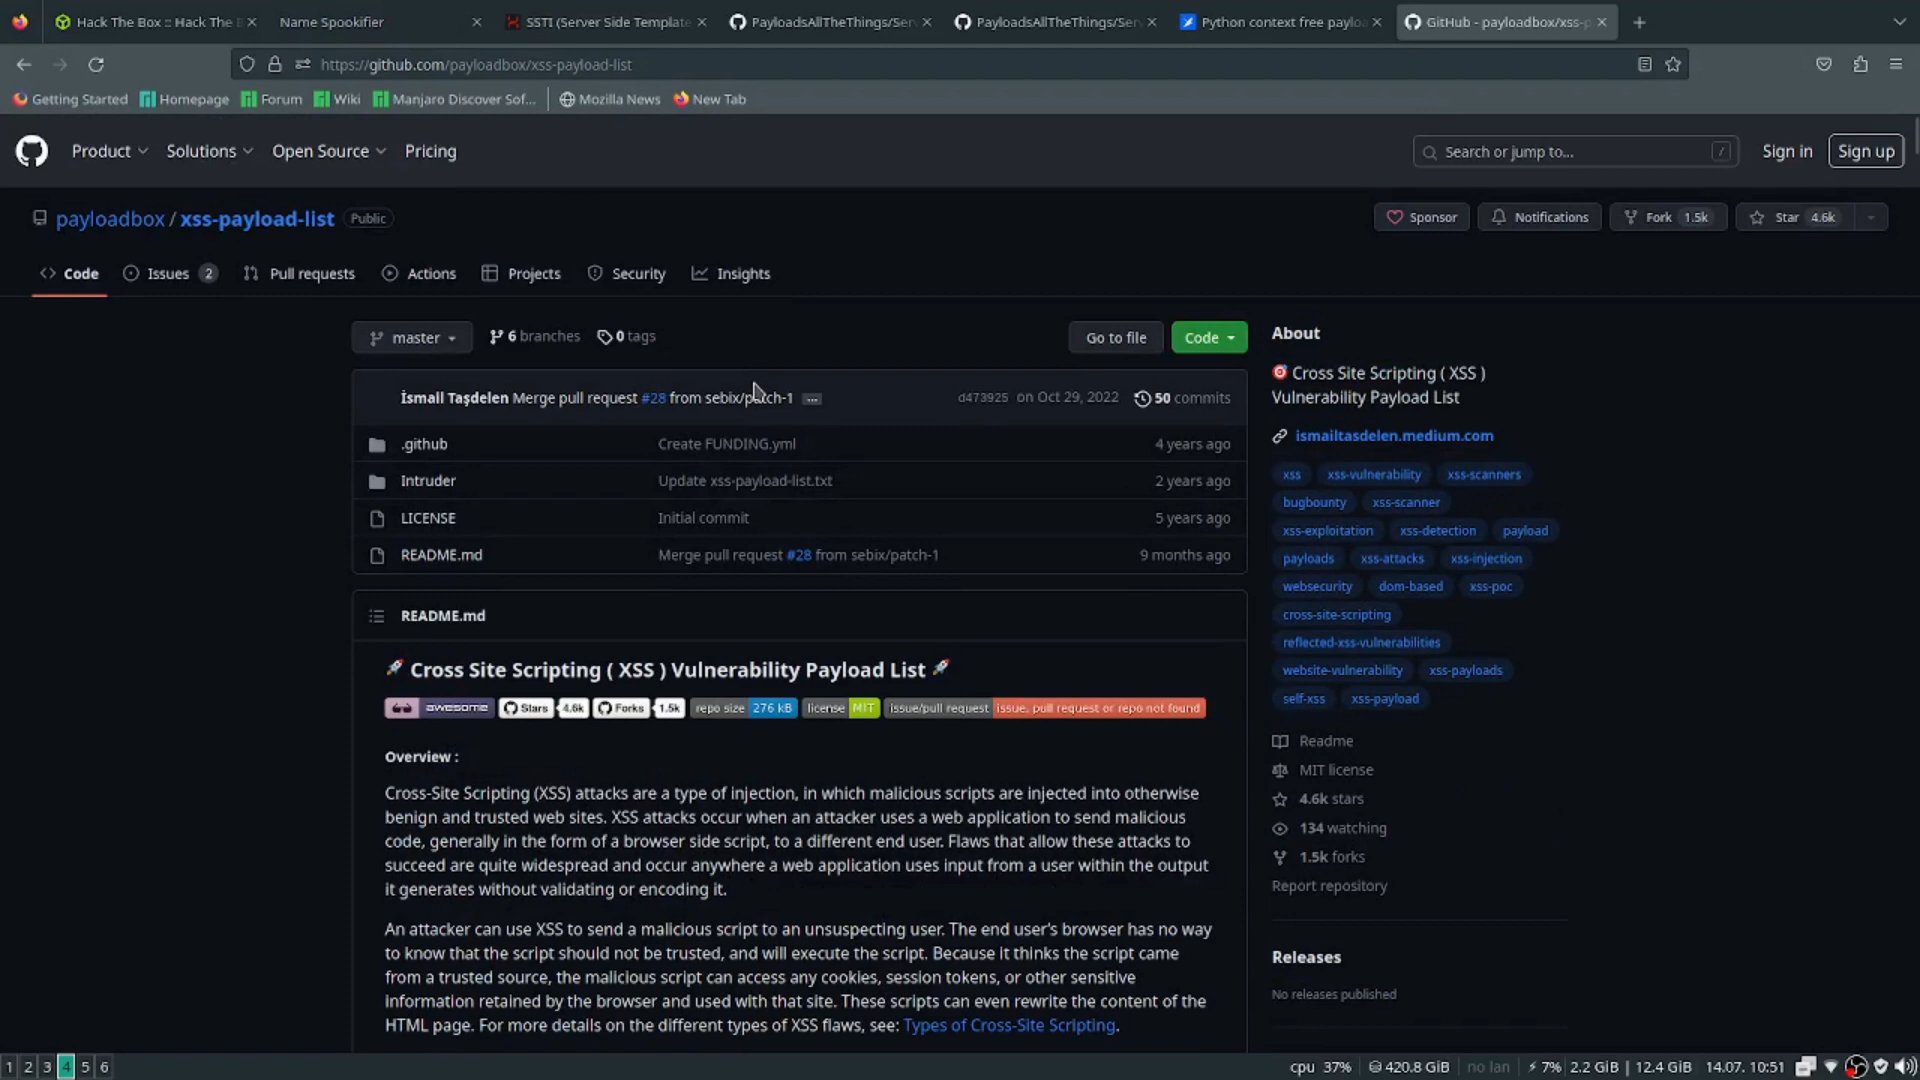 Hack The Box :: Hack The B
Name Spookifier
SSTI (Server Side Template
PayloadsAllTheThings/Ser
PayloadsAllTheThings/Ser
Python context free paylo
GitHub - payloadbox/xss-p
https://github.com/payloadbox/xss-payload-list
Getting Started
Homepage
Forum
Wiki
Manjaro Discover Sof...
Mozilla News
New Tab
Product
Solutions
Open Source
Pricing
Search or jump to...
/
Sign in
Sign up
payloadbox / xss-payload-list
Public
Sponsor
Notifications
Fork 1.5k
Star 4.6k
Code
Issues 2
Pull requests
Actions
Projects
Security
Insights
master
6 branches
0 tags
Go to file
Code
İsmail Taşdelen Merge pull request #28 from sebix/patch-1 ...
d473925 on Oct 29, 2022
50 commits
.github
Create FUNDING.yml
4 years ago
Intruder
Update xss-payload-list.txt
2 years ago
LICENSE
Initial commit
5 years ago
README.md
Merge pull request #28 from sebix/patch-1
9 months ago
README.md
🚀 Cross Site Scripting ( XSS ) Vulnerability Payload List 🚀
awesome
Stars 4.6k
Forks 1.5k
repo size 276 kB
license MIT
issue/pull request issue, pull request or repo not found
Overview :
Cross-Site Scripting (XSS) attacks are a type of injection, in which malicious scripts are injected into otherwise
benign and trusted web sites. XSS attacks occur when an attacker uses a web application to send malicious
code, generally in the form of a browser side script, to a different end user. Flaws that allow these attacks to
succeed are quite widespread and occur anywhere a web application uses input from a user within the output
it generates without validating or encoding it.
An attacker can use XSS to send a malicious script to an unsuspecting user. The end user's browser has no way
to know that the script should not be trusted, and will execute the script. Because it thinks the script came
from a trusted source, the malicious script can access any cookies, session tokens, or other sensitive
information retained by the browser and used with that site. These scripts can even rewrite the content of the
HTML page. For more details on the different types of XSS flaws, see: Types of Cross-Site Scripting.
About
🎯 Cross Site Scripting ( XSS )
Vulnerability Payload List
ismailtasdelen.medium.com
xss xss-vulnerability xss-scanners
bugbounty xss-scanner
xss-exploitation xss-detection payload
payloads xss-attacks xss-injection
websecurity dom-based xss-poc
cross-site-scripting
reflected-xss-vulnerabilities
website-vulnerability xss-payloads
self-xss xss-payload
Readme
MIT license
4.6k stars
134 watching
1.5k forks
Report repository
Releases
No releases published
1 2 3 4 5 6
cpu 37%
420.8 GiB
no lan
7%
2.2 GiB | 12.4 GiB
14.07. 10:51